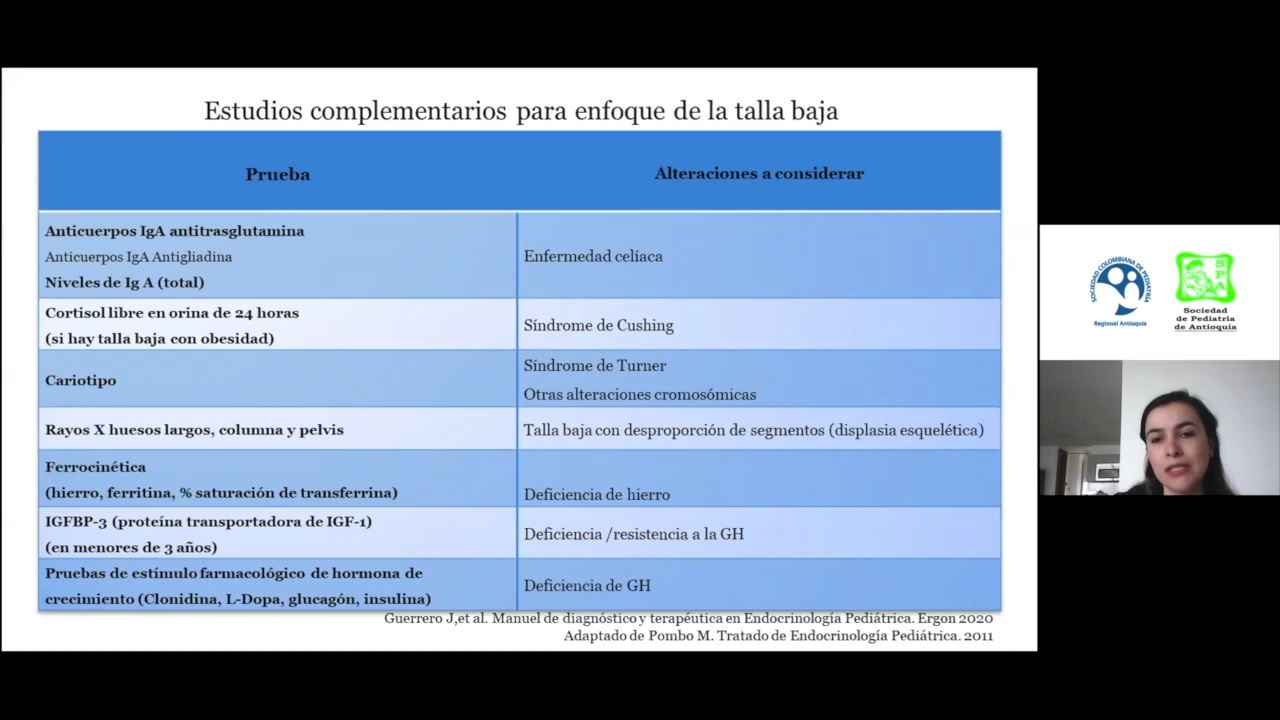 Estudios complementarios para enfoque de la talla baja
Prueba
Alteraciones a considerar
Anticuerpos IgA antitrasglutamina
Anticuerpos IgA Antigliadina
Niveles de Ig A (total)
Enfermedad celíaca
Cortisol libre en orina de 24 horas
(si hay talla baja con obesidad)
Síndrome de Cushing
Cariotipo
Síndrome de Turner
Otras alteraciones cromosómicas
Rayos X huesos largos, columna y pelvis
Talla baja con desproporción de segmentos (displasia esquelética)
Ferrocinética
(hierro, ferritina, % saturación de transferrina)
Deficiencia de hierro
IGFBP-3 (proteína transportadora de IGF-1)
(en menores de 3 años)
Deficiencia /resistencia a la GH
Pruebas de estímulo farmacológico de hormona de
crecimiento (Clonidina, L-Dopa, glucagón, insulina)
Deficiencia de GH
Guerrero J,et al. Manuel de diagnóstico y terapéutica en Endocrinología Pediátrica. Ergon 2020
Adaptado de Pombo M. Tratado de Endocrinología Pediátrica. 2011
SOCIEDAD COLOMBIANA DE PEDIATRÍA
Regional Antioquia
SPA
Sociedad
de Pediatría
de Antioquia